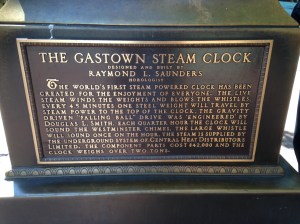 THE GASTOWN STEAM CLOCK
DESIGNED AND BUILT BY
RAYMOND L. SAUNDERS
HOROLOGIST
THE WORLD'S FIRST STEAM POWERED CLOCK HAS BEEN
CREATED FOR THE ENJOYMENT OF EVERYONE. THE LIVE
STEAM WINDS THE WEIGHTS AND BLOWS THE WHISTLES.
EVERY 4.5 MINUTES ONE STEEL WEIGHT WILL TRAVEL BY
STEAM POWER TO THE TOP OF THE CLOCK. THE GRAVITY
DRIVEN "FALLING BALL" DRIVE WAS ENGINEERED BY
DOUGLAS L. SMITH. EACH QUARTER HOUR THE CLOCK WILL
SOUND THE WESTMINSTER CHIMES. THE LARGE WHISTLE
WILL SOUND ONCE ON THE HOUR. THE STEAM IS SUPPLIED BY
THE UNDERGROUND SYSTEM OF CENTRAL HEAT DISTRIBUTORS
LIMITED. THE COMPONENT PARTS COST $42,000 AND THE
CLOCK WEIGHS OVER TWO TONS.